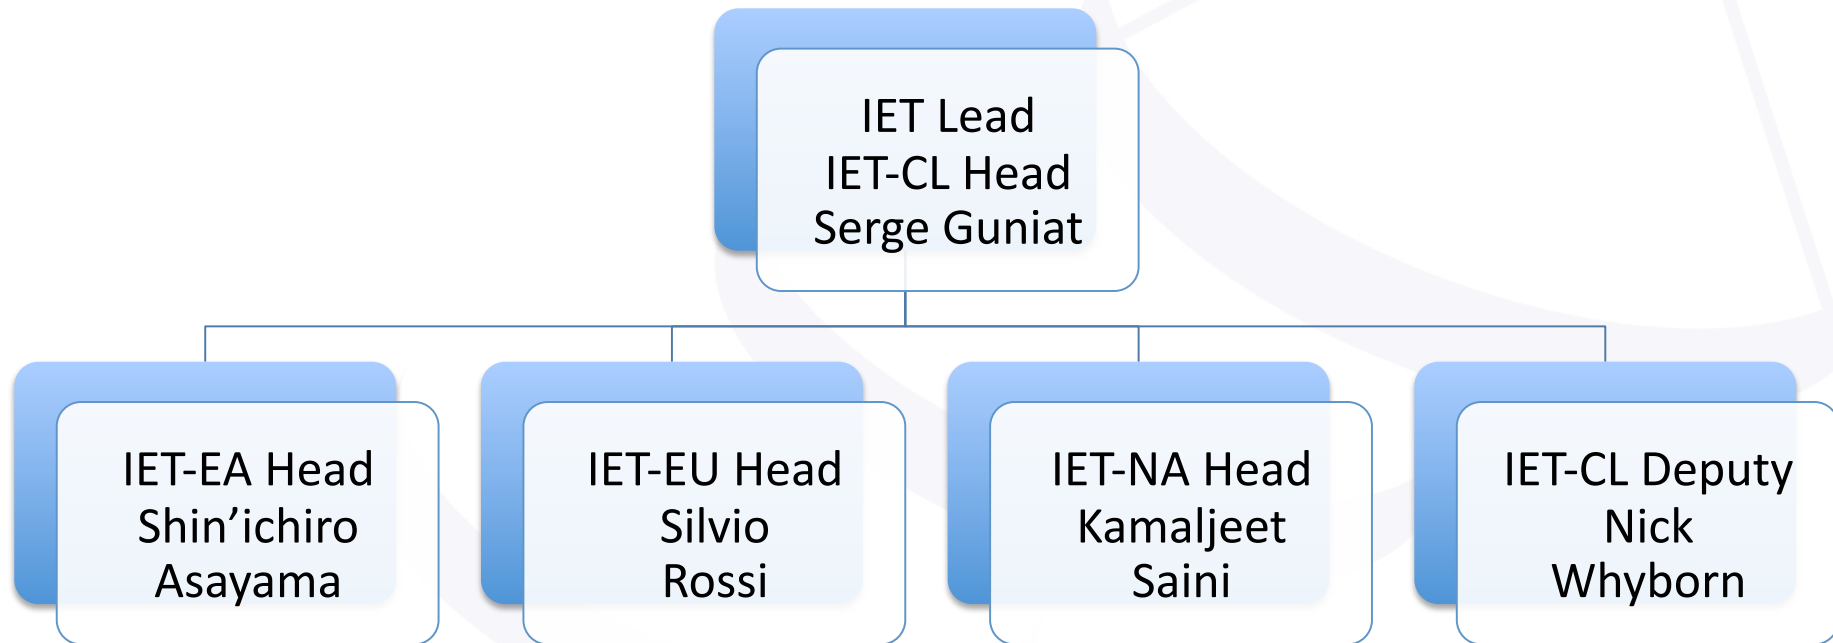 IET Lead
IET-CL Head
Serge Guniat
IET-EA Head
Shin’ichiro
Asayama
IET-EU Head
Silvio
Rossi
IET-NA Head
Kamaljeet
Saini
IET-CL Deputy
Nick
Whyborn